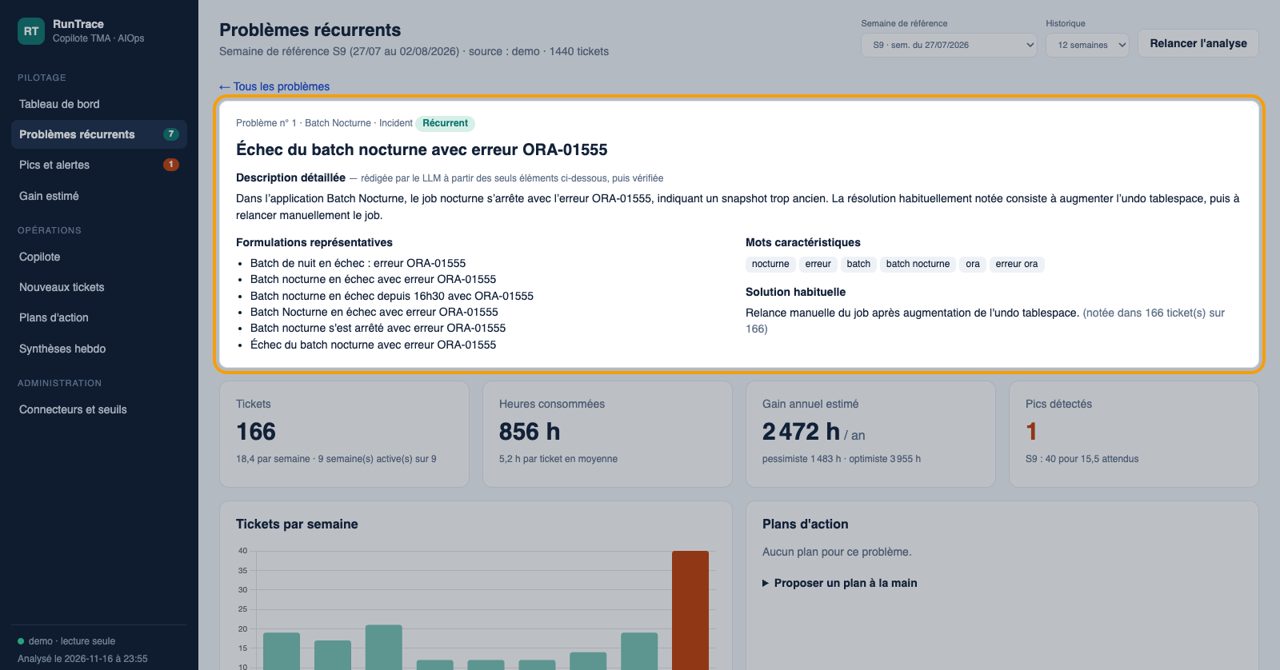 RT
RunTrace
Copilote TMA · AIOps
PILOTAGE
Tableau de bord
Problèmes récurrents 7
Pics et alertes 1
Gain estimé
OPÉRATIONS
Copilote
Nouveaux tickets
Plans d'action
Synthèses hebdo
ADMINISTRATION
Connecteurs et seuils
demo · lecture seule
Analysé le 2026-11-16 à 23:55
Problèmes récurrents
Semaine de référence S9 (27/07 au 02/08/2026) · source : demo · 1440 tickets
Semaine de référence
S9 · sem. du 27/07/2026
Historique
12 semaines
Relancer l'analyse
← Tous les problèmes
Problème n° 1 · Batch Nocturne · Incident Récurrent
Échec du batch nocturne avec erreur ORA-01555
Description détaillée — rédigée par le LLM à partir des seuls éléments ci-dessous, puis vérifiée
Dans l'application Batch Nocturne, le job nocturne s'arrête avec l'erreur ORA-01555, indiquant un snapshot trop ancien. La résolution habituellement notée consiste à augmenter l'undo tablespace, puis à
relancer manuellement le job.
Formulations représentatives
• Batch de nuit en échec : erreur ORA-01555
• Batch nocturne en échec avec erreur ORA-01555
• Batch nocturne en échec depuis 16h30 avec ORA-01555
• Batch Nocturne en échec avec erreur ORA-01555
• Batch nocturne s'est arrêté avec erreur ORA-01555
• Échec du batch nocturne avec erreur ORA-01555
Mots caractéristiques
nocturne erreur batch batch nocturne ora erreur ora
Solution habituelle
Relance manuelle du job après augmentation de l'undo tablespace. (notée dans 166 ticket(s) sur
166)
Tickets
166
18,4 par semaine · 9 semaine(s) active(s) sur 9
Heures consommées
856 h
5,2 h par ticket en moyenne
Gain annuel estimé
2 472 h / an
pessimiste 1 483 h · optimiste 3 955 h
Pics détectés
1
S9 : 40 pour 15,5 attendus
Tickets par semaine
40
35
30
25
20
15
10
Plans d'action
Aucun plan pour ce problème.
▶ Proposer un plan à la main